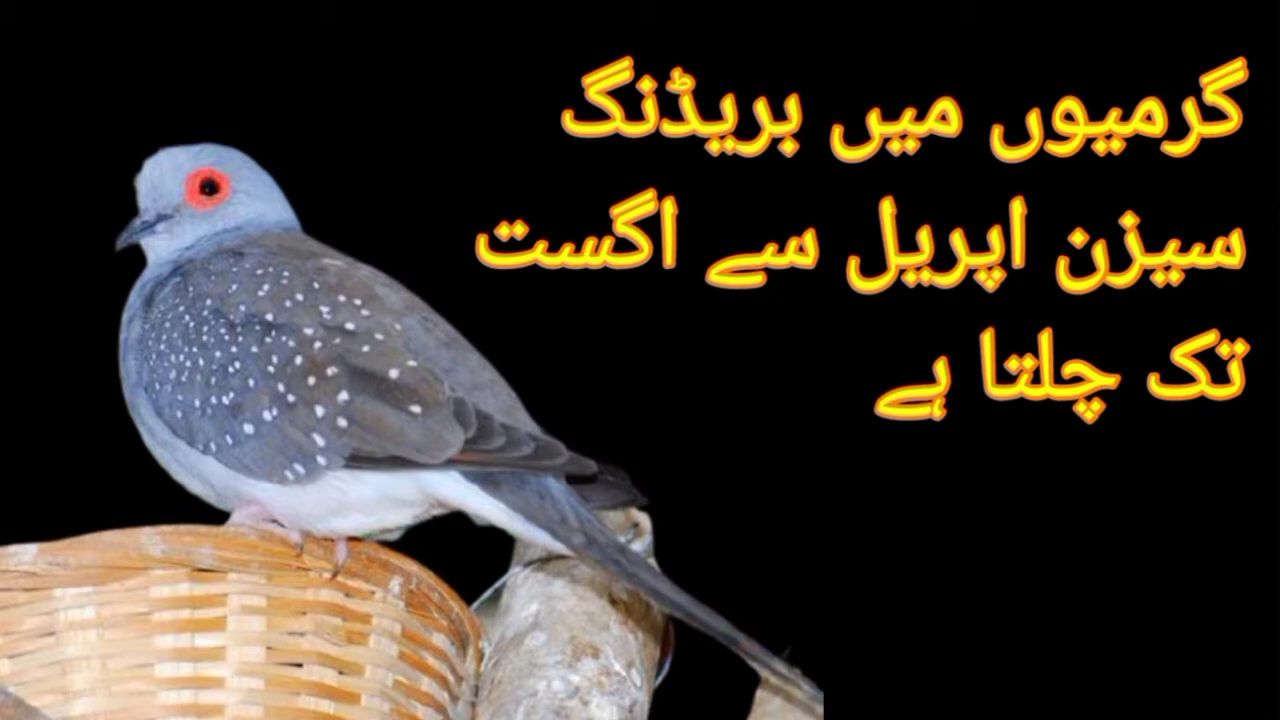 گرمیوں میں بریڈنگ
سیزن اپریل سے اگست
تک چلتا ہے